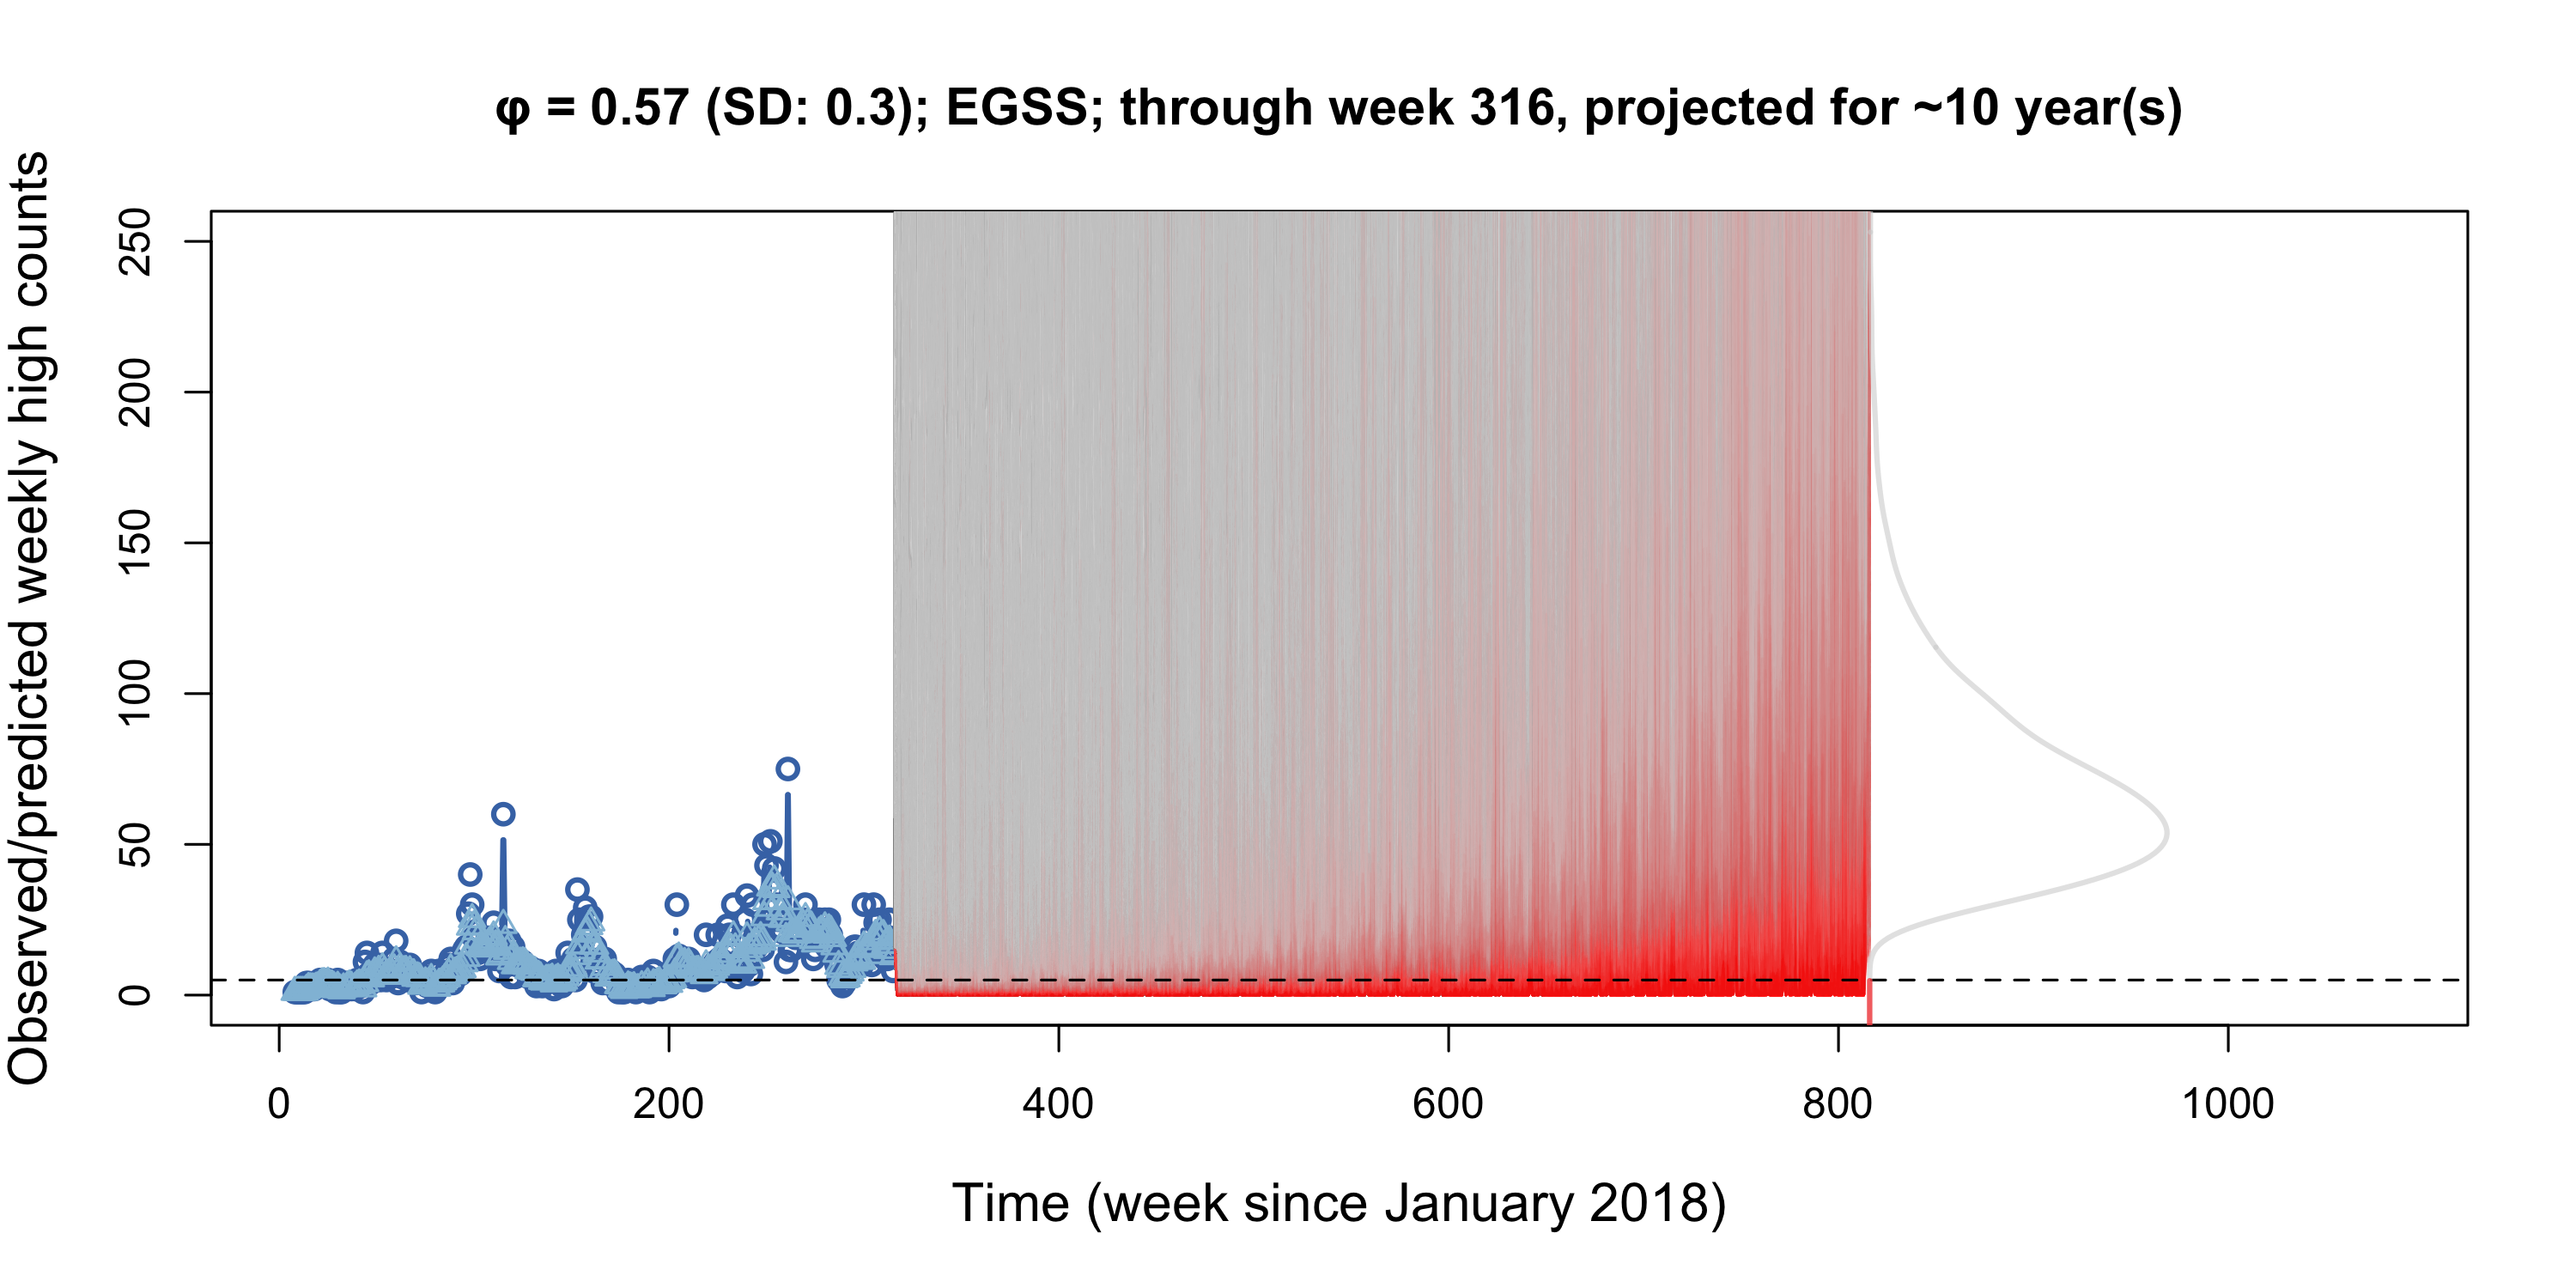 φ = 0.57 (SD: 0.3); EGSS; through week 316, projected for ~10 year(s)
Observed/predicted weekly high counts
250
200
150
100
50
0
0 200 400 600 800 1000
Time (week since January 2018)